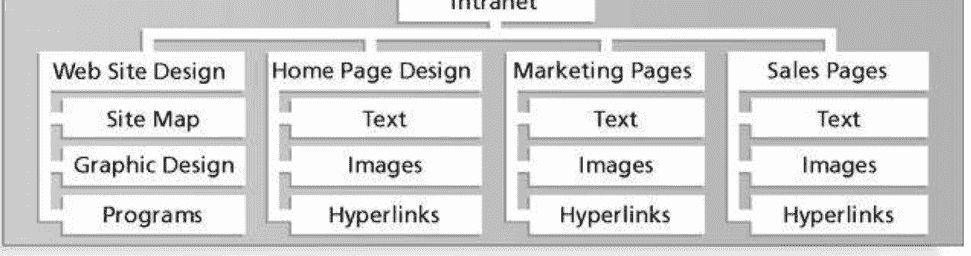 Intranet
Web Site Design
Home Page Design
Marketing Pages
Sales Pages
Site Map
Text
Text
Text
Graphic Design
Images
Images
Images
Programs
Hyperlinks
Hyperlinks
Hyperlinks